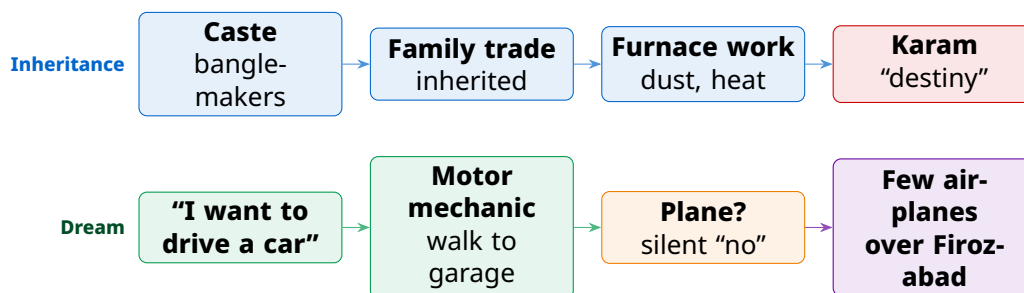 Inheritance
Caste
bangle-
makers
Family trade
inherited
Furnace work
dust, heat
Karam
“destiny”
Dream
“I want to
drive a car”
Motor
mechanic
walk to
garage
Plane?
silent “no”
Few air-
planes
over Firoz-
abad